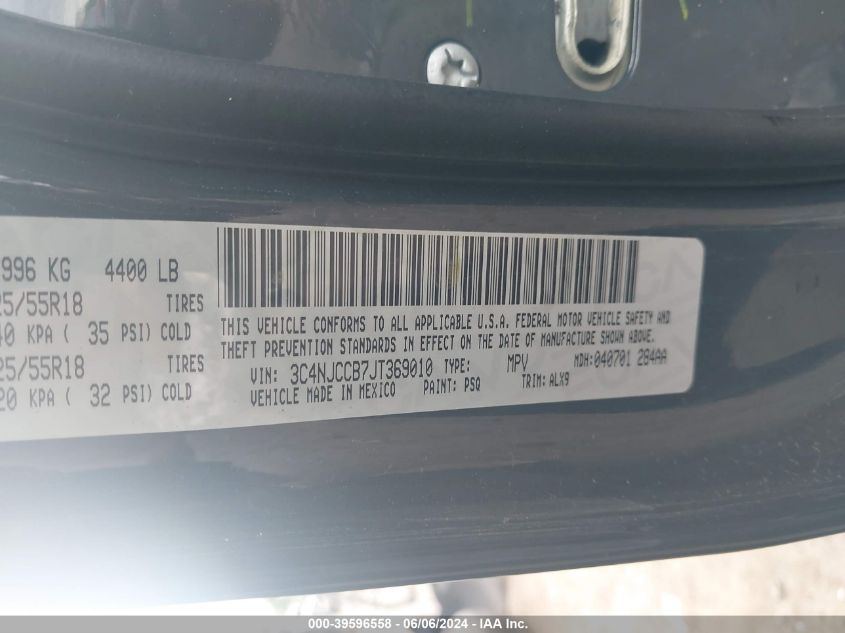 996 KG 4400 LB
25/55R18 TIRES
40 KPA ( 35 PSI) COLD
25/55R18 TIRES
20 KPA ( 32 PSI) COLD
THIS VEHICLE CONFORMS TO ALL APPLICABLE U.S.A. FEDERAL MOTOR VEHICLE SAFETY AND
THEFT PREVENTION STANDARDS IN EFFECT ON THE DATE OF MANUFACTURE SHOWN ABOVE.
VIN: 3C4NJCCB7JT369010 TYPE: MPV MDH:040701 284AA
VEHICLE MADE IN MEXICO PAINT: PSQ TRIM: ALX9
000-39596558 - 06/06/2024 - IAA Inc.